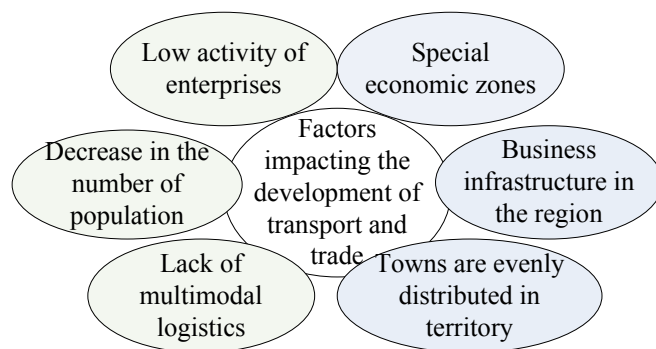 Low activity of
enterprises
Special
economic zones
Factors
impacting the
development of
transport and
trade
Decrease in the
number of
population
Business
infrastructure in
the region
Lack of
multimodal
logistics
Towns are evenly
distributed in
territory